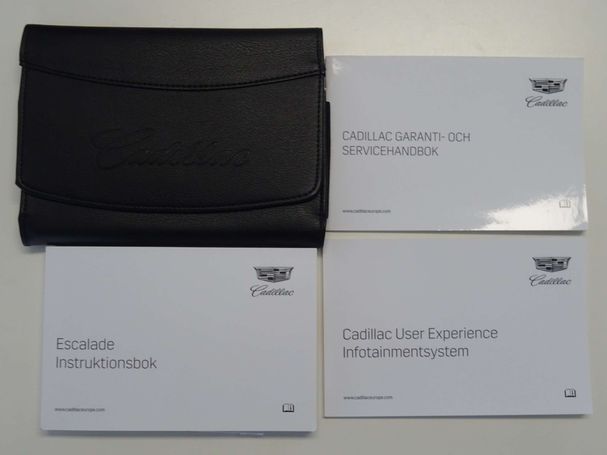 Cadillac
Cadillac
CADILLAC GARANTI- OCH
SERVICEHANDBOK
www.cadillaceurope.com
Cadillac
Escalade
Instruktionsbok
www.cadillaceurope.com
Cadillac
Cadillac User Experience
Infotainmentsystem
www.cadillaceurope.com